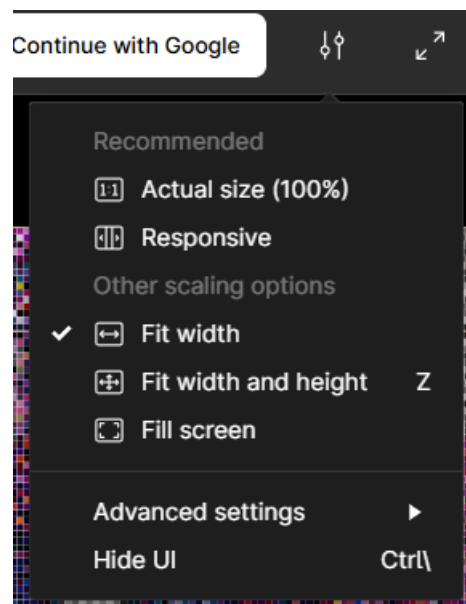 Continue with Google
Recommended
1:1 Actual size (100%)
Responsive
Other scaling options
Fit width
Fit width and height Z
Fill screen
Advanced settings
Hide UI Ctrl\